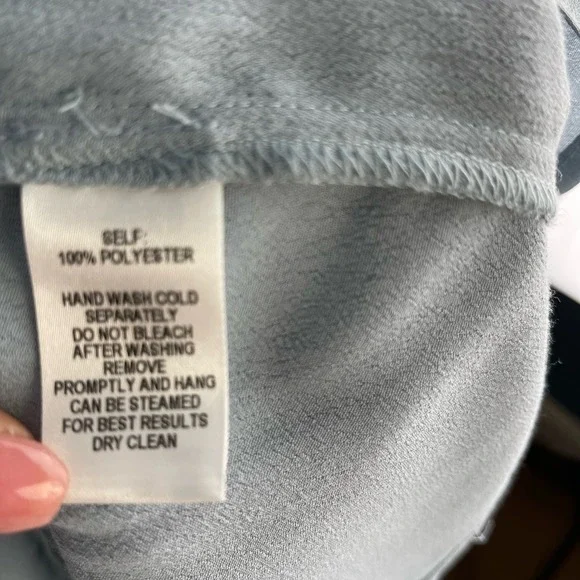 SELF:
100% POLYESTER
HAND WASH COLD
SEPARATELY
DO NOT BLEACH
AFTER WASHING
REMOVE
PROMPTLY AND HANG
CAN BE STEAMED
FOR BEST RESULTS
DRY CLEAN